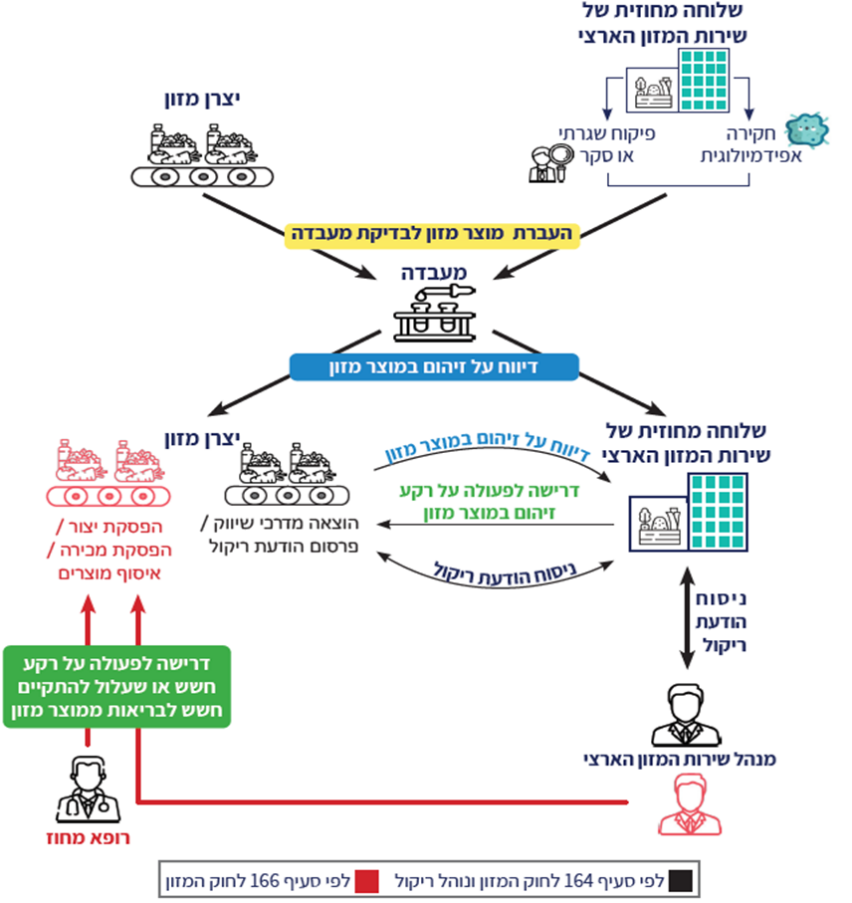 שלוחה מחוזית של
שירות המזון הארצי
יצרן מזון
חקירה
אפידמיולוגית
פיקוח שגרתי
או סקר
העברת מוצר מזון לבדיקת מעבדה
מעבדה
דיווח על זיהום במוצר מזון
יצרן מזון
שלוחה מחוזית של
שירות המזון הארצי
דיווח על זיהום במוצר מזון
דרישה לפעולה על רקע
זיהום במוצר מזון
ניסוח הודעת ריקול
הוצאה מדרכי שיווק /
פרסום הודעת ריקול
הפסקת יצור /
הפסקת מכירה /
איסוף מוצרים
ניסוח
הודעת
ריקול
דרישה לפעולה על רקע
חשש או שעלול להתקיים
חשש לבריאות ממוצר מזון
מנהל שירות המזון הארצי
רופא מחוז
לפי סעיף 164 לחוק המזון ונוהל ריקול
לפי סעיף 166 לחוק המזון